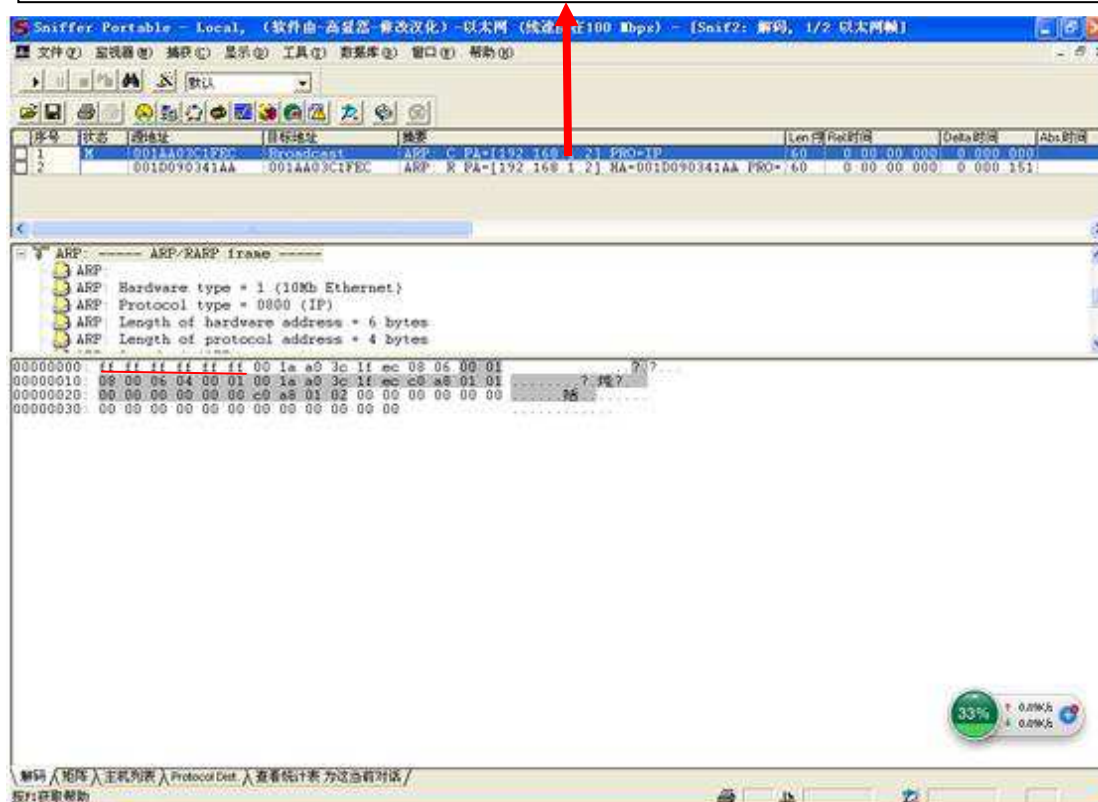 Sniffer Portable - Local, (软件由-高显器-修改汉化)-以太网 (线速 在100 Mbps) - [Snif2: 解码, 1/2 以太网帧]
文件(F) 监视器(M) 捕获(C) 显示(D) 工具(T) 数据库(D) 窗口(W) 帮助(H)
默认
序号 状态 源地址 目标地址 摘要 Len Rel时间 Delta时间 Abs时间
1 M 001AA03C1FEC Broadcast ARP: C PA=[192.168.1.2] PRO=IP 60 0:00:00.000 0.000.000
2 001D090341AA 001AA03C1FEC ARP: R PA=[192.168.1.2] HA=001D090341AA PRO= 60 0:00:00.000 0.000.151
ARP: ----- ARP/RARP frame -----
ARP:
ARP: Hardware type = 1 (10Mb Ethernet)
ARP: Protocol type = 0800 (IP)
ARP: Length of hardware address = 6 bytes
ARP: Length of protocol address = 4 bytes
00000000: ff ff ff ff ff ff 00 1a a0 3c 1f ec 08 06 00 01 ......?.?...
00000010: 08 00 06 04 00 01 00 1a a0 3c 1f ec c0 a8 01 01
00000020: 00 00 00 00 00 00 c0 a8 01 02 00 00 00 00 00 00
00000030: 00 00 00 00 00 00 00 00 00 00 00 00 ............
33% ↑ 0.09K/s
↓ 0.09K/s
解码 矩阵 主机列表 Protocol Dist. 查看统计表 为这当前对话
按F1获取帮助